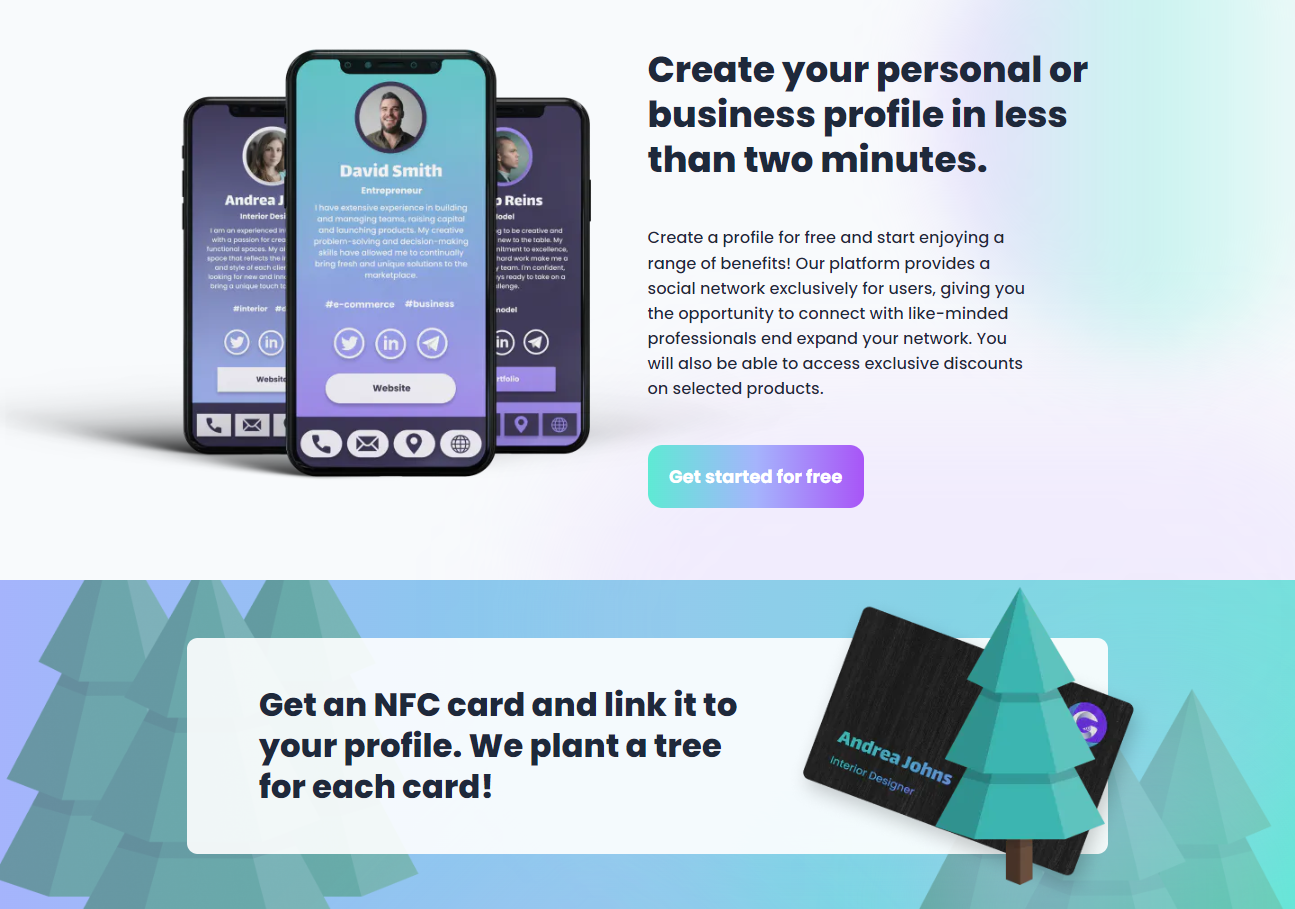 Create your personal or
business profile in less
than two minutes.
Create a profile for free and start enjoying a
range of benefits! Our platform provides a
social network exclusively for users, giving you
the opportunity to connect with like-minded
professionals end expand your network. You
will also be able to access exclusive discounts
on selected products.
Get started for free
Andrea J
Interior Desi
I am an experienced in
with a passion for crea
functional spaces. My a
space that reflects the i
and style of each clie
looking for new and inn
bring a unique touch t
#interior #c
in
Website
David Smith
Entrepreneur
I have extensive experience in building
and managing teams, raising capital
and launching products. My creative
problem-solving and decision-making
skills have allowed me to continually
bring fresh and unique solutions to the
marketplace.
#e-commerce #business
in
Website
Reins
odel
ng to be creative and
new to the table. My
mitment to excellence,
hard work make me a
y team. I'm confident,
ys ready to take on a
llenge.
model
in
rtfolio
Get an NFC card and link it to
your profile. We plant a tree
for each card!
Andrea Johns
Interior Designer